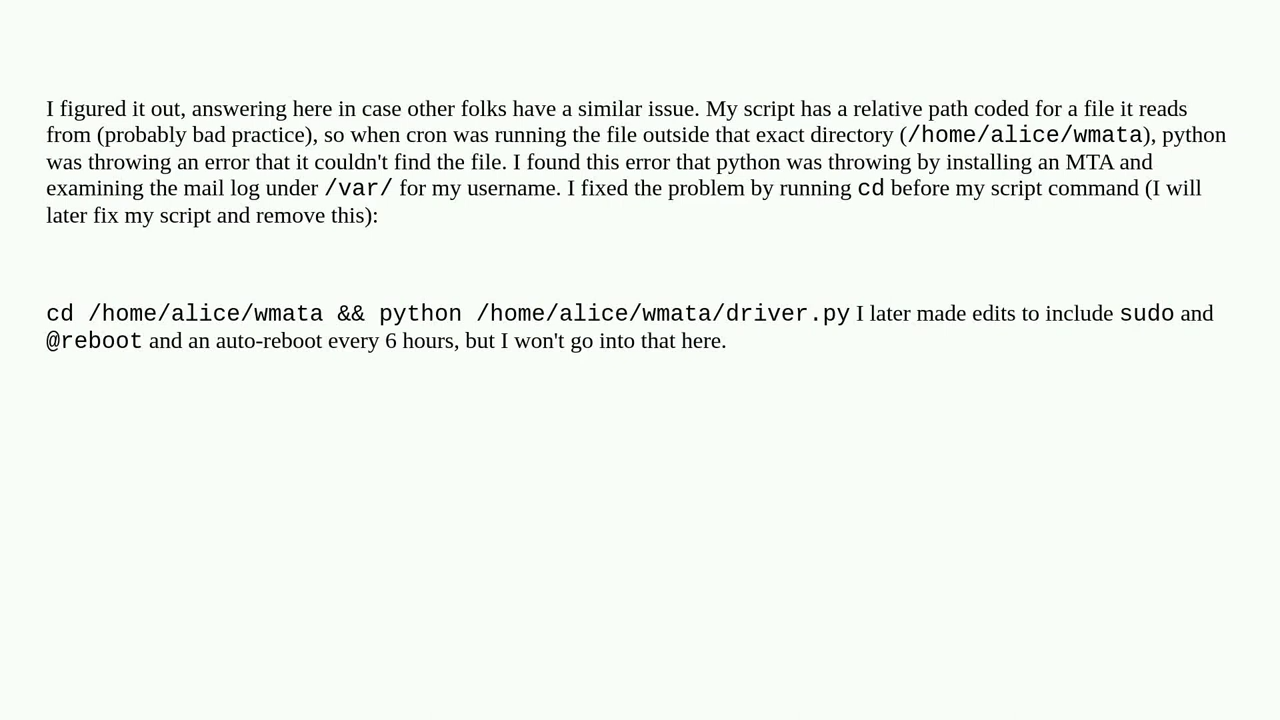 I figured it out, answering here in case other folks have a similar issue. My script has a relative path coded for a file it reads
from (probably bad practice), so when cron was running the file outside that exact directory (/home/alice/wmata), python
was throwing an error that it couldn't find the file. I found this error that python was throwing by installing an MTA and
examining the mail log under /var/ for my username. I fixed the problem by running cd before my script command (I will
later fix my script and remove this):
cd /home/alice/wmata && python /home/alice/wmata/driver.py I later made edits to include sudo and
@reboot and an auto-reboot every 6 hours, but I won't go into that here.